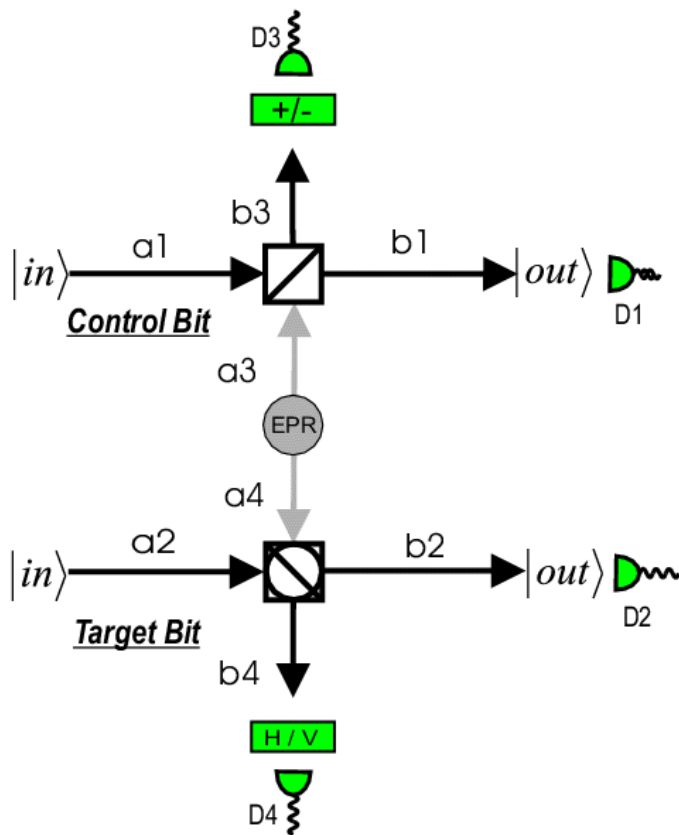 D3
+/-
b3
a1
b1
|in⟩
|out⟩
Control Bit
D1
a3
EPR
a4
a2
b2
|in⟩
|out⟩
Target Bit
D2
b4
H / V
D4